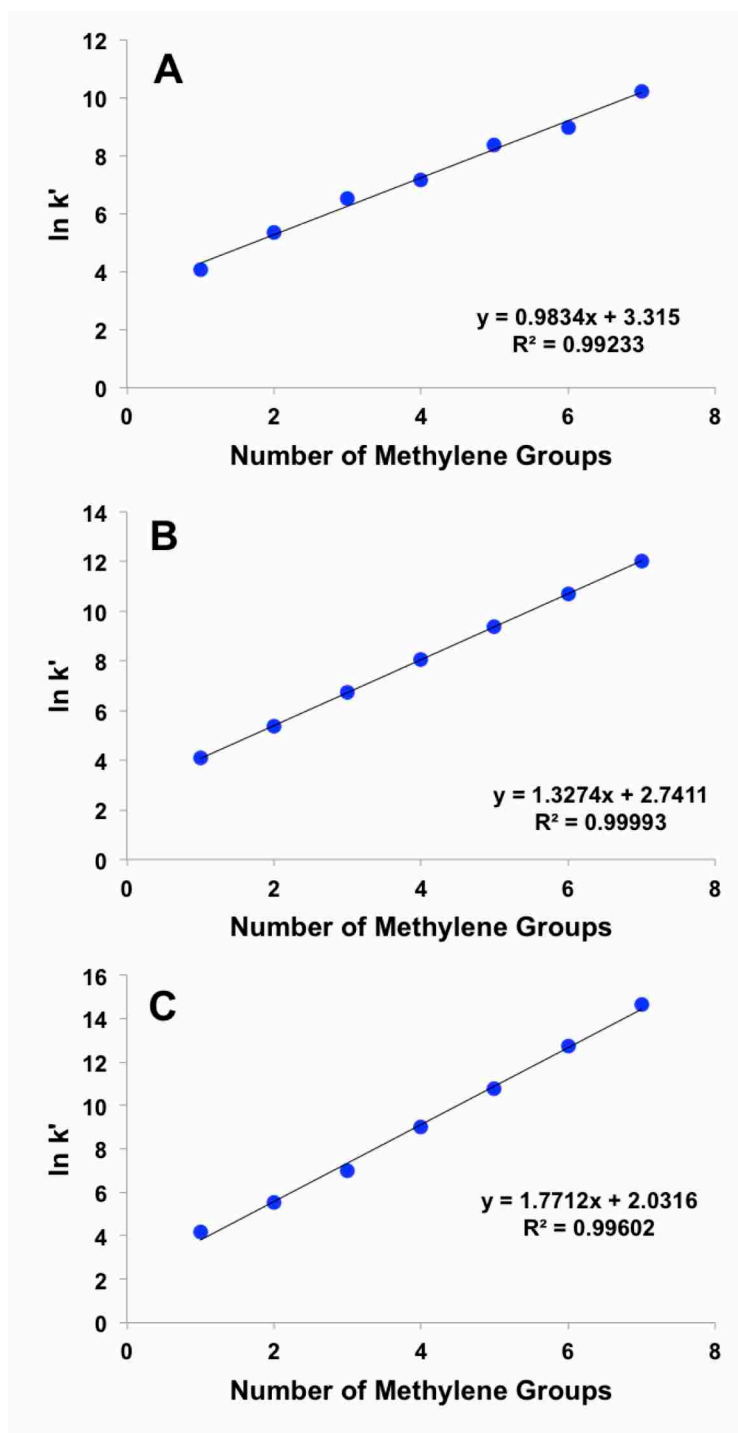 A
12
10
8
6
4
2
0
ln k'
y = 0.9834x + 3.315
R² = 0.99233
0 2 4 6 8
Number of Methylene Groups
B
14
12
10
8
6
4
2
0
ln k'
y = 1.3274x + 2.7411
R² = 0.99993
0 2 4 6 8
Number of Methylene Groups
C
16
14
12
10
8
6
4
2
0
ln k'
y = 1.7712x + 2.0316
R² = 0.99602
0 2 4 6 8
Number of Methylene Groups